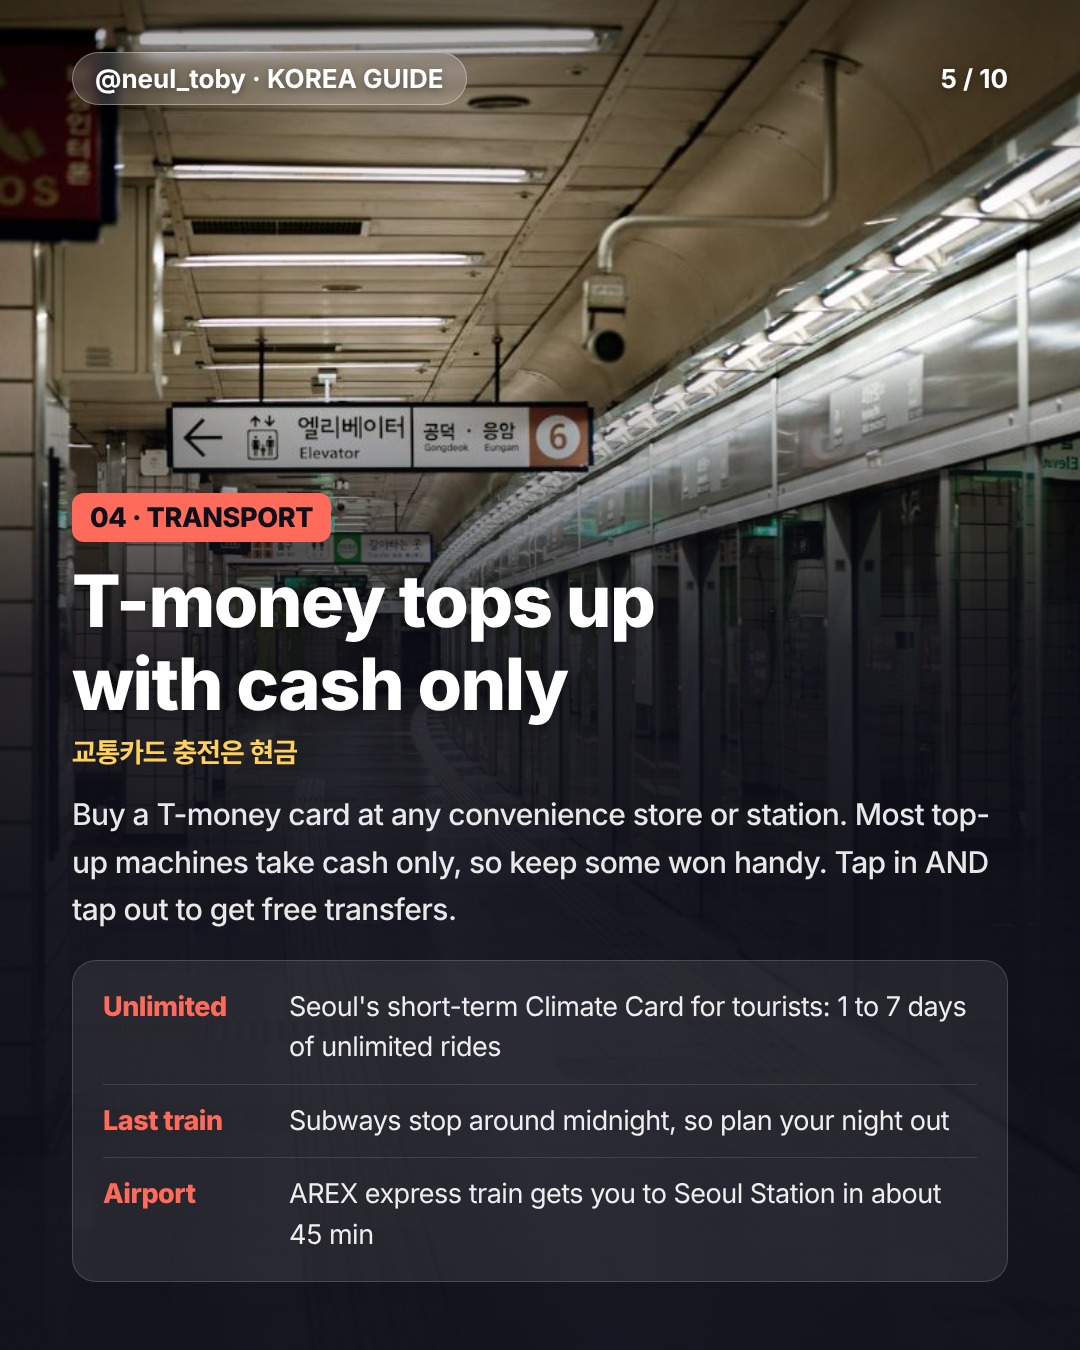 @neul_toby · KOREA GUIDE
5 / 10
엘리베이터
Elevator
공덕 · 응암
Gongdeok Eungam
6
04 · TRANSPORT
갈아타는 곳
T-money tops up
with cash only
교통카드 충전은 현금
Buy a T-money card at any convenience store or station. Most top-
up machines take cash only, so keep some won handy. Tap in AND
tap out to get free transfers.
Unlimited
Seoul's short-term Climate Card for tourists: 1 to 7 days
of unlimited rides
Last train
Subways stop around midnight, so plan your night out
Airport
AREX express train gets you to Seoul Station in about
45 min